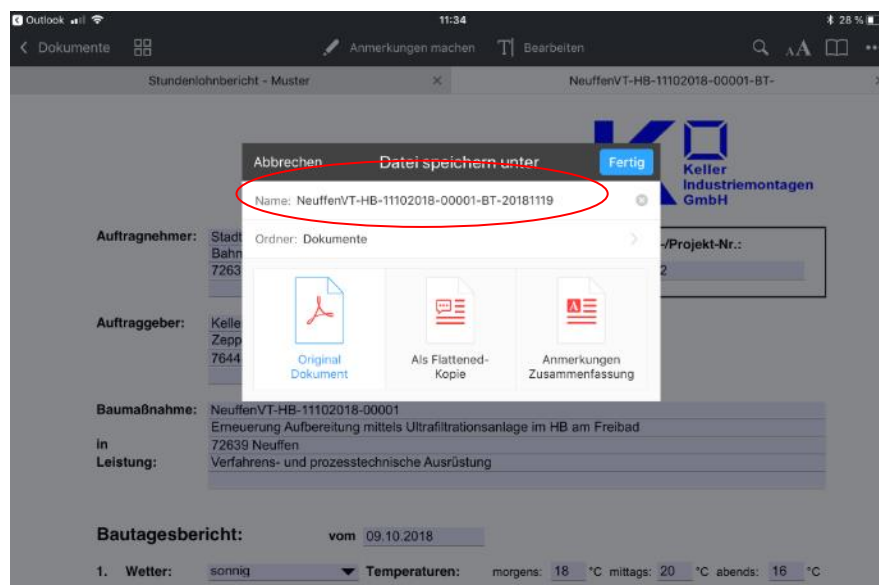 Outlook 11:34 28 %
Dokumente Anmerkungen machen T Bearbeiten AA
Stundenlohnbericht - Muster × NeuffenVT-HB-11102018-00001-BT-
Keller
Industriemontagen
GmbH
Abbrechen Datei speichern unter Fertig
Name: NeuffenVT-HB-11102018-00001-BT-20181119
Ordner: Dokumente
Original
Dokument
Als Flattened-
Kopie
Anmerkungen
Zusammenfassung
Auftragnehmer: Stadt
Bahn
7263
-/Projekt-Nr.:
2
Auftraggeber: Kelle
Zepp
7644
Baumaßnahme: NeuffenVT-HB-11102018-00001
Erneuerung Aufbereitung mittels Ultrafiltrationsanlage im HB am Freibad
in 72639 Neuffen
Leistung: Verfahrens- und prozesstechnische Ausrüstung
Bautagesbericht: vom 09.10.2018
1. Wetter: sonnig Temperaturen: morgens: 18 °C mittags: 20 °C abends: 16 °C